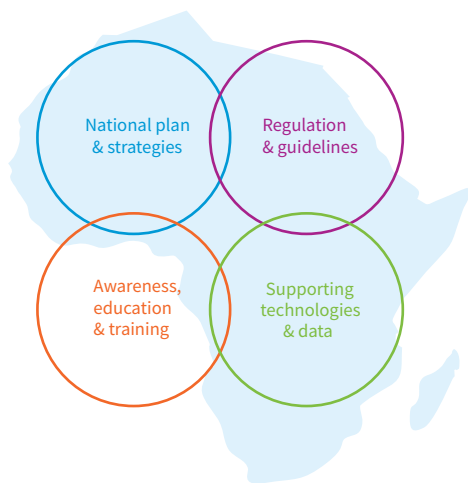 National plan
& strategies
Regulation
& guidelines
Awareness,
education
& training
Supporting
technologies
& data